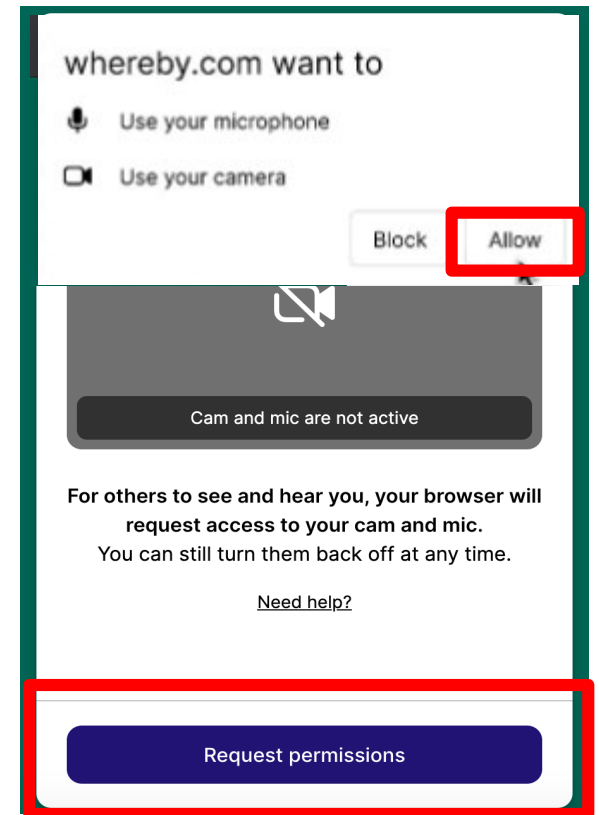 whereby.com want to
Use your microphone
Use your camera
Block
Allow
Cam and mic are not active
For others to see and hear you, your browser will
request access to your cam and mic.
You can still turn them back off at any time.
Need help?
Request permissions